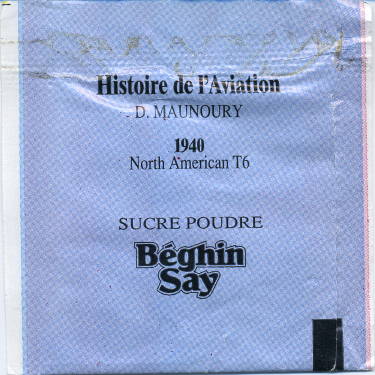 Histoire de l'Aviation
D. MAUNOURY
1940
North American T6
SUCRE POUDRE
Béghin
Say